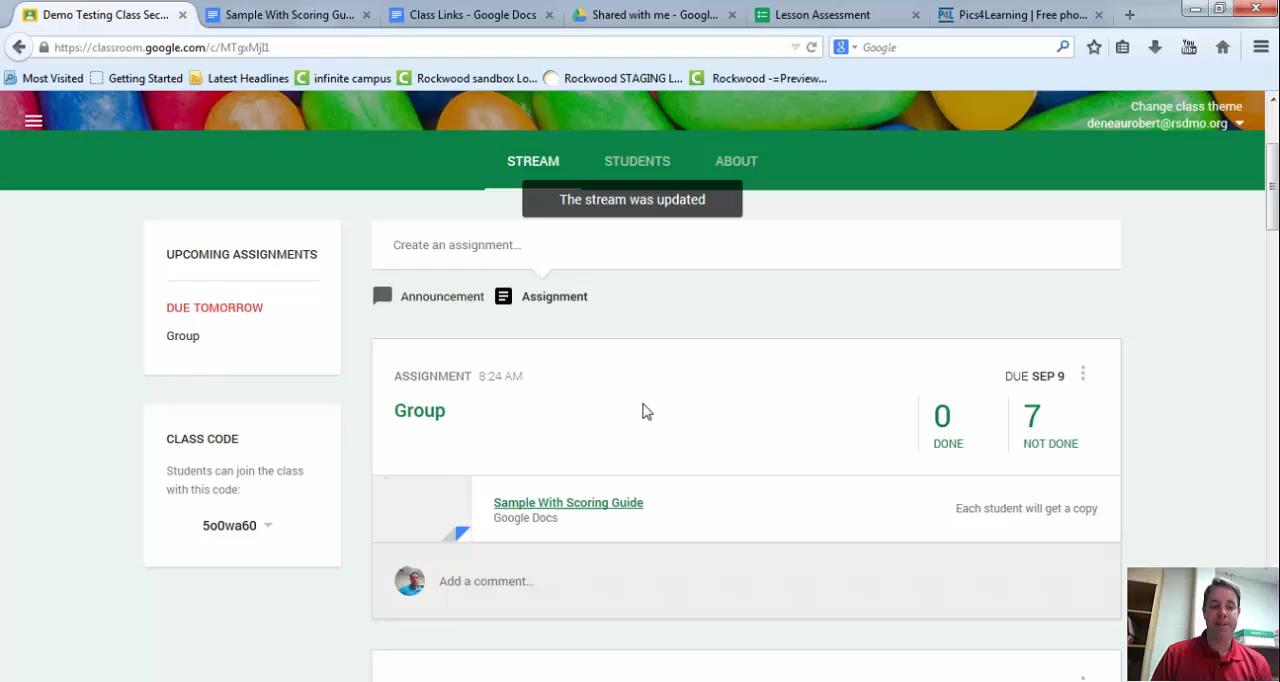 Demo Testing Class Sec...
Sample With Scoring Gu...
Class Links - Google Docs
Shared with me - Googl...
Lesson Assessment
P4L Pics4Learning | Free pho...
https://classroom.google.com/c/MTgxMjI1
Google
Most Visited
Getting Started
Latest Headlines
infinite campus
Rockwood sandbox Lo...
Rockwood STAGING L...
Rockwood -=Preview...
Change class theme
deneaurobert@rsdmo.org
STREAM
STUDENTS
ABOUT
The stream was updated
UPCOMING ASSIGNMENTS
DUE TOMORROW
Group
CLASS CODE
Students can join the class
with this code:
5o0wa60
Create an assignment...
Announcement
Assignment
ASSIGNMENT 8:24 AM
DUE SEP 9
Group
0
DONE
7
NOT DONE
Sample With Scoring Guide
Google Docs
Each student will get a copy
Add a comment...